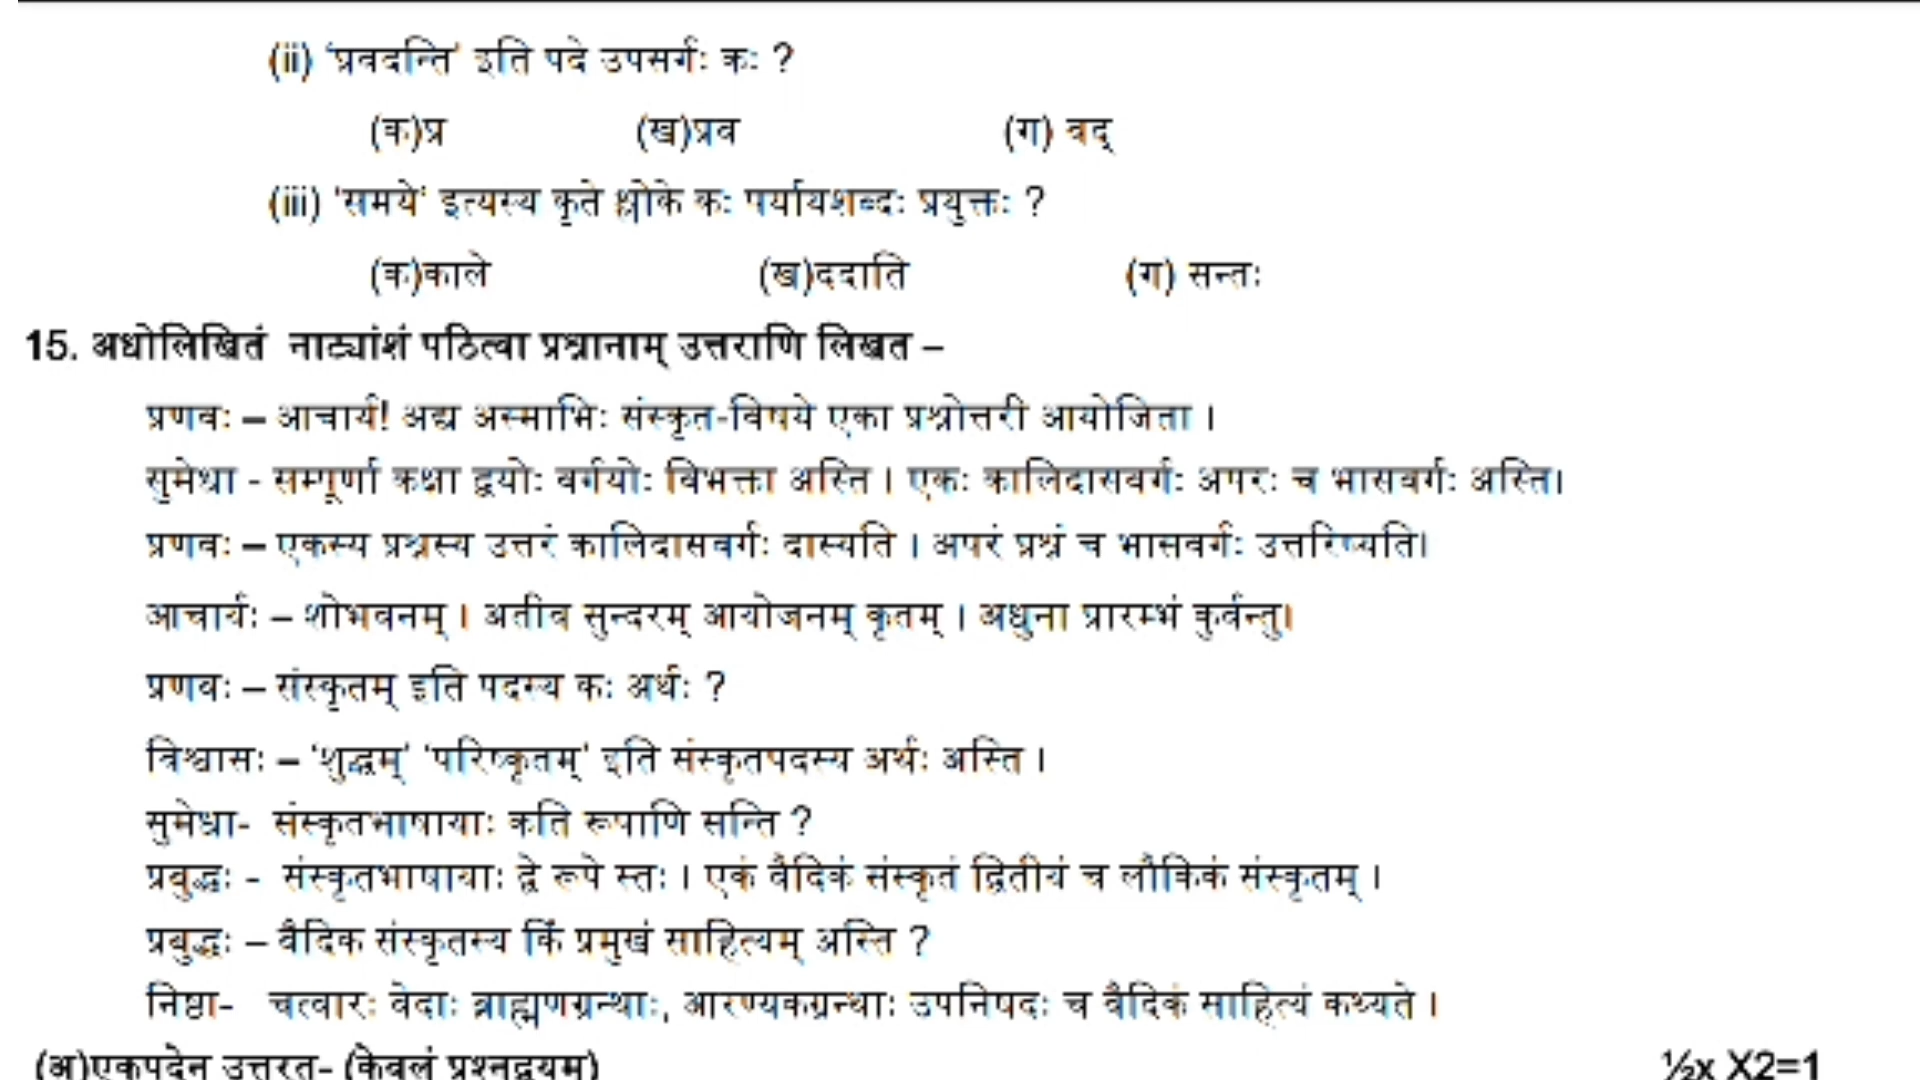 (ii) 'प्रवदन्ति' इति पदे उपसर्गः कः ?
(क)प्र (ख)प्रव (ग) वद्
(iii) 'समये' इत्यस्य कृते श्लोके कः पर्यायशब्दः प्रयुक्तः ?
(क)काले (ख)ददाति (ग) सन्तः
15. अधोलिखितं नाट्यांशं पठित्वा प्रश्नानाम् उत्तराणि लिखत –
प्रणवः – आचार्य! अद्य अस्माभिः संस्कृत-विषये एका प्रश्नोत्तरी आयोजिता ।
सुमेधा - सम्पूर्णा कक्षा द्वयोः वर्गयोः विभक्ता अस्ति । एकः कालिदासवर्गः अपरः च भासवर्गः अस्ति।
प्रणवः – एकस्य प्रश्नस्य उत्तरं कालिदासवर्गः दास्यति । अपरं प्रश्नं च भासवर्गः उत्तरिष्यति।
आचार्यः – शोभवनम् । अतीव सुन्दरम् आयोजनम् कृतम् । अधुना प्रारम्भं कुर्वन्तु।
प्रणवः – संस्कृतम् इति पदस्य कः अर्थः ?
विश्वासः – 'शुद्धम्' 'परिष्कृतम्' इति संस्कृतपदस्य अर्थः अस्ति ।
सुमेधा- संस्कृतभाषायाः कति रूपाणि सन्ति ?
प्रबुद्धः - संस्कृतभाषायाः द्वे रूपे स्तः । एकं वैदिकं संस्कृतं द्वितीयं च लौकिकं संस्कृतम् ।
प्रबुद्धः – वैदिक संस्कृतस्य किं प्रमुखं साहित्यम् अस्ति ?
निष्ठा- चत्वारः वेदाः ब्राह्मणग्रन्थाः, आरण्यकग्रन्थाः उपनिषदः च वैदिकं साहित्यं कथ्यते ।
(अ)एकपदेन उत्तरत- (केवलं प्रश्नद्वयम्) ½x X2=1